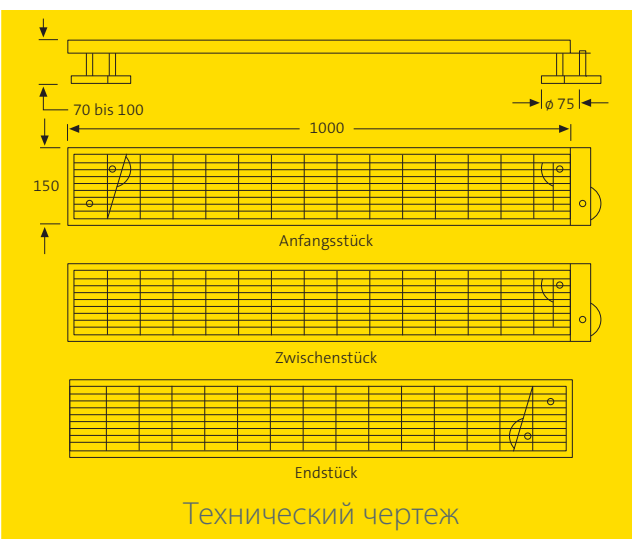 70 bis 100
ø 75
1000
150
Anfangsstück
Zwischenstück
Endstück
Технический чертеж